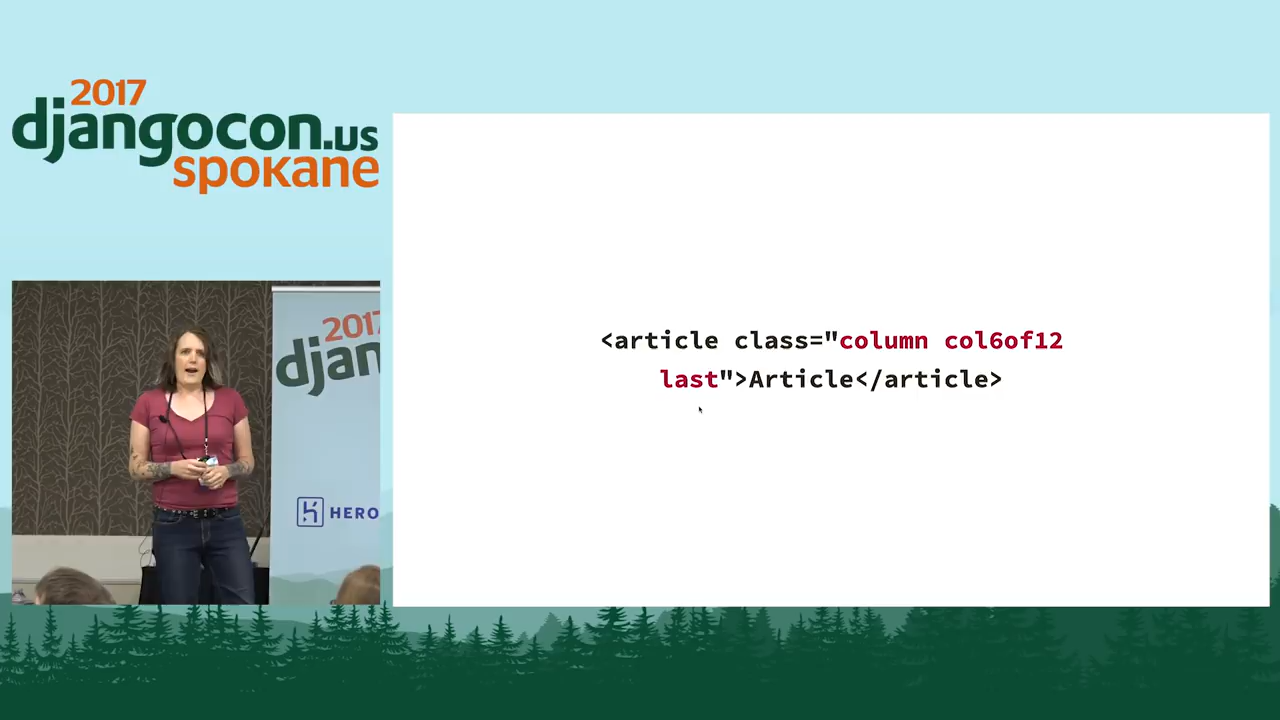 2017
djangocon.us
spokane
<article class="column col6of12
last">Article</article>
2017
djan
HERO